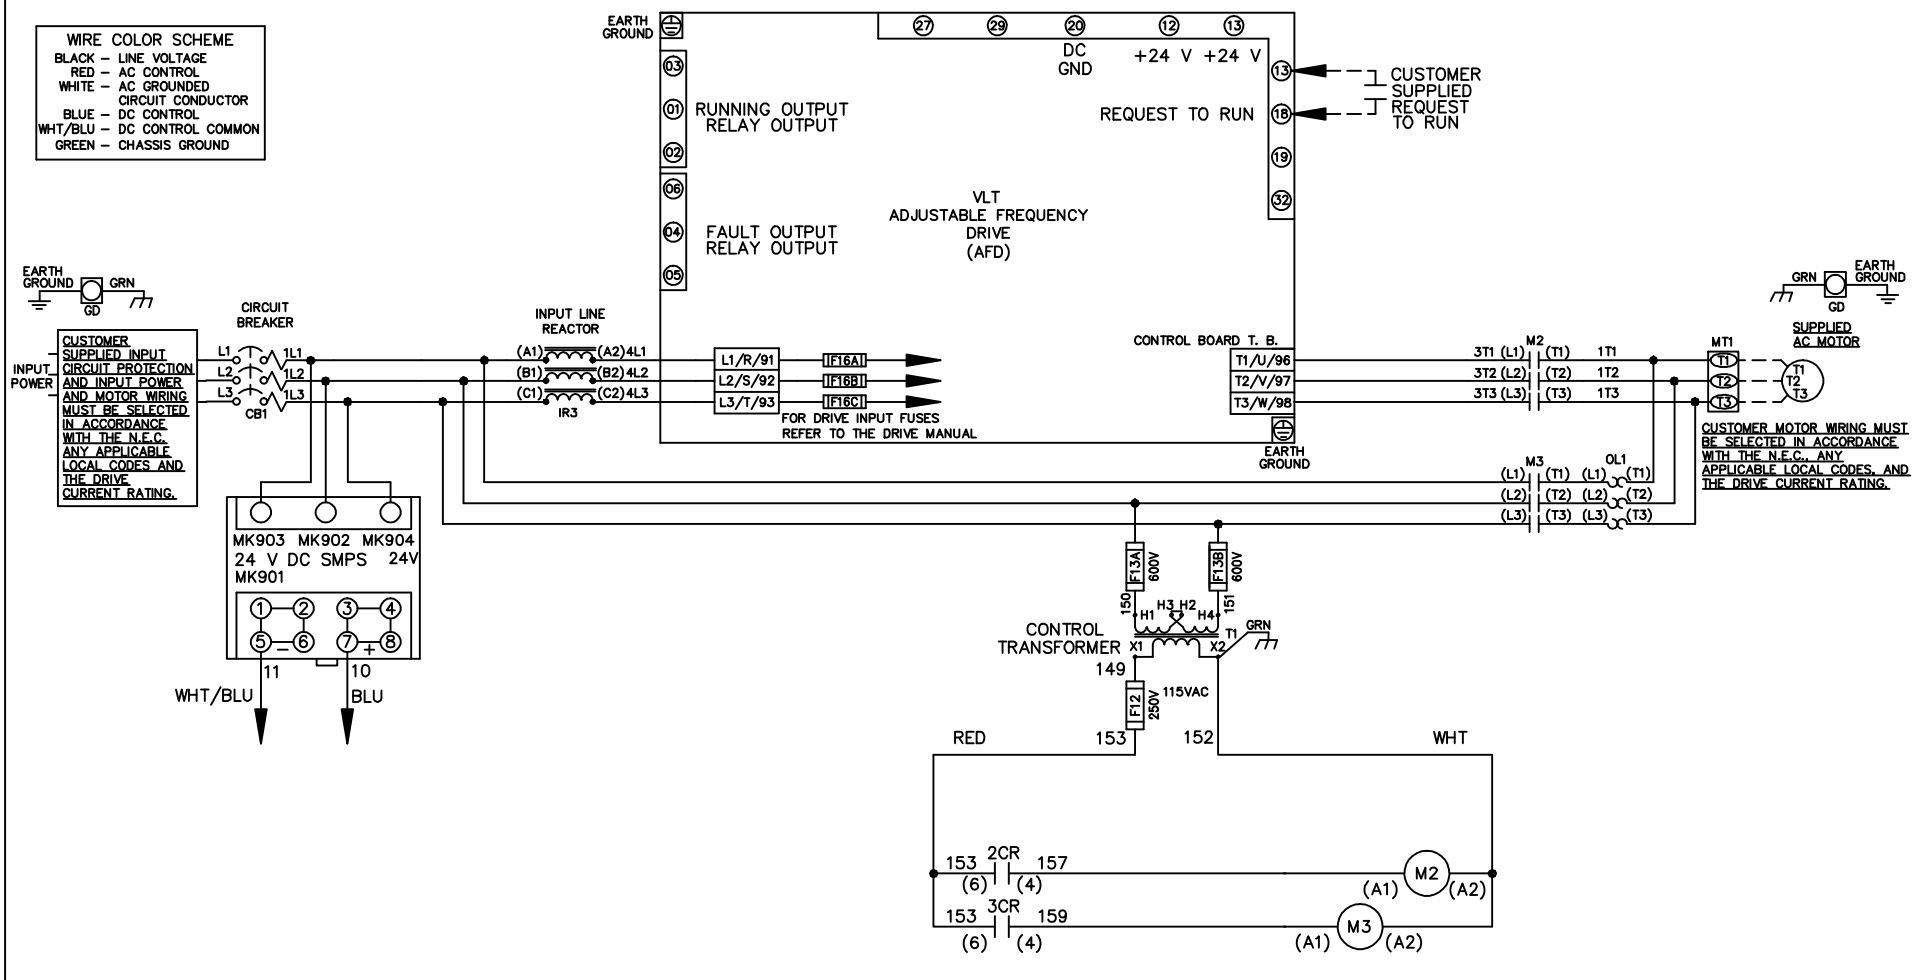 WIRE COLOR SCHEME
BLACK – LINE VOLTAGE
RED – AC CONTROL
WHITE – AC GROUNDED
CIRCUIT CONDUCTOR
BLUE – DC CONTROL
WHT/BLU – DC CONTROL COMMON
GREEN – CHASSIS GROUND
EARTH
GROUND
27 29 20 12 13
DC
GND
+24 V +24 V
03
01
02
RUNNING OUTPUT
RELAY OUTPUT
06
04
05
FAULT OUTPUT
RELAY OUTPUT
VLT
ADJUSTABLE FREQUENCY
DRIVE
(AFD)
REQUEST TO RUN
13
18
19
32
CUSTOMER
SUPPLIED
REQUEST
TO RUN
EARTH
GROUND
GRN
GD
INPUT
POWER
CUSTOMER
SUPPLIED INPUT
CIRCUIT PROTECTION
AND INPUT POWER
AND MOTOR WIRING
MUST BE SELECTED
IN ACCORDANCE
WITH THE N.E.C.
ANY APPLICABLE
LOCAL CODES AND
THE DRIVE
CURRENT RATING.
CIRCUIT
BREAKER
L1 1L1
L2 1L2
L3 1L3
CB1
INPUT LINE
REACTOR
(A1) (A2) 4L1
(B1) (B2) 4L2
(C1) (C2) 4L3
IR3
L1/R/91 F16A
L2/S/92 F16B
L3/T/93 F16C
FOR DRIVE INPUT FUSES
REFER TO THE DRIVE MANUAL
CONTROL BOARD T. B.
T1/U/96
T2/V/97
T3/W/98
EARTH
GROUND
M2
3T1 (L1) (T1) 1T1
3T2 (L2) (T2) 1T2
3T3 (L3) (T3) 1T3
MT1
T1
T2
T3
GRN
GD
EARTH
GROUND
SUPPLIED
AC MOTOR
T1
T2
T3
CUSTOMER MOTOR WIRING MUST
BE SELECTED IN ACCORDANCE
WITH THE N.E.C., ANY
APPLICABLE LOCAL CODES, AND
THE DRIVE CURRENT RATING.
M3 OL1
(L1) (T1) (L1) (T1)
(L2) (T2) (L2) (T2)
(L3) (T3) (L3) (T3)
MK903 MK902 MK904
24 V DC SMPS 24V
MK901
1 2 3 4
5 – 6 7 + 8
11 10
WHT/BLU BLU
F13A 600V
F13B 600V
150 151
H1 H3 H2 H4
CONTROL
TRANSFORMER
X1 X2 T1 GRN
149
F12 250V 115VAC
153 152
RED WHT
153 2CR 157
(6) (4)
(A1) M2 (A2)
153 3CR 159
(6) (4)
(A1) M3 (A2)